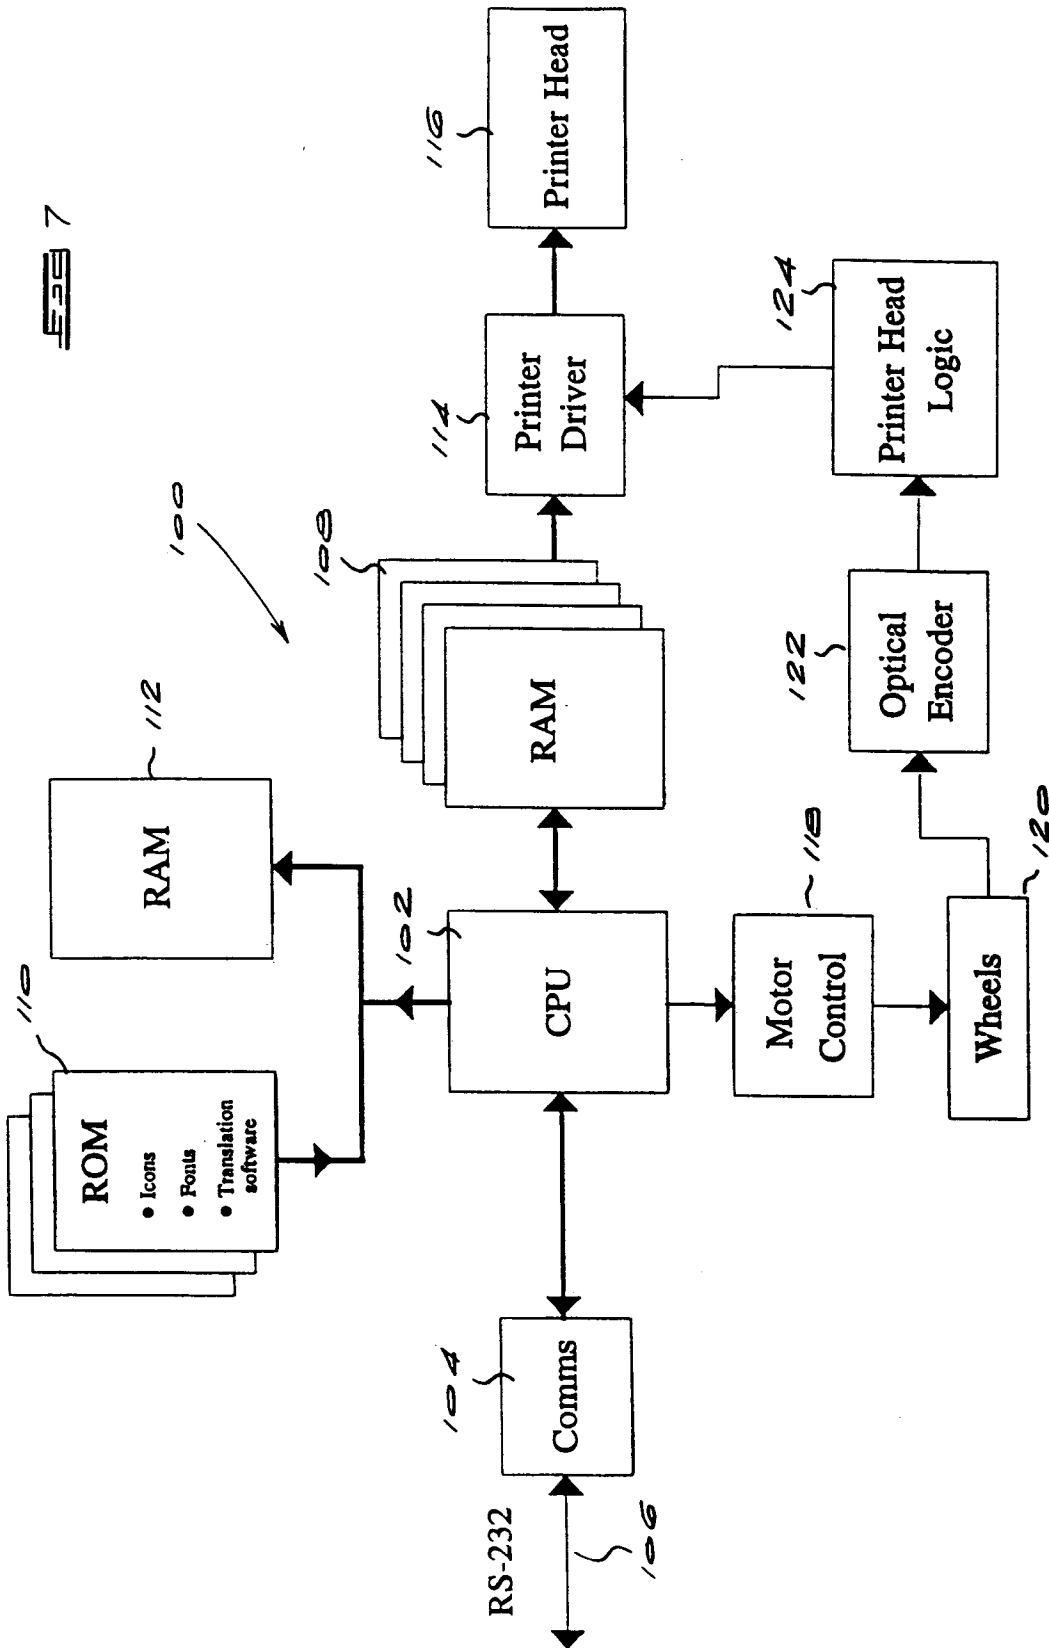 FIG 7
100
110
ROM
• Icons
• Fonts
• Translation
software
112
RAM
RS-232
106
104
Comms
102
CPU
108
RAM
114
Printer
Driver
116
Printer Head
118
Motor
Control
120
Wheels
122
Optical
Encoder
124
Printer Head
Logic